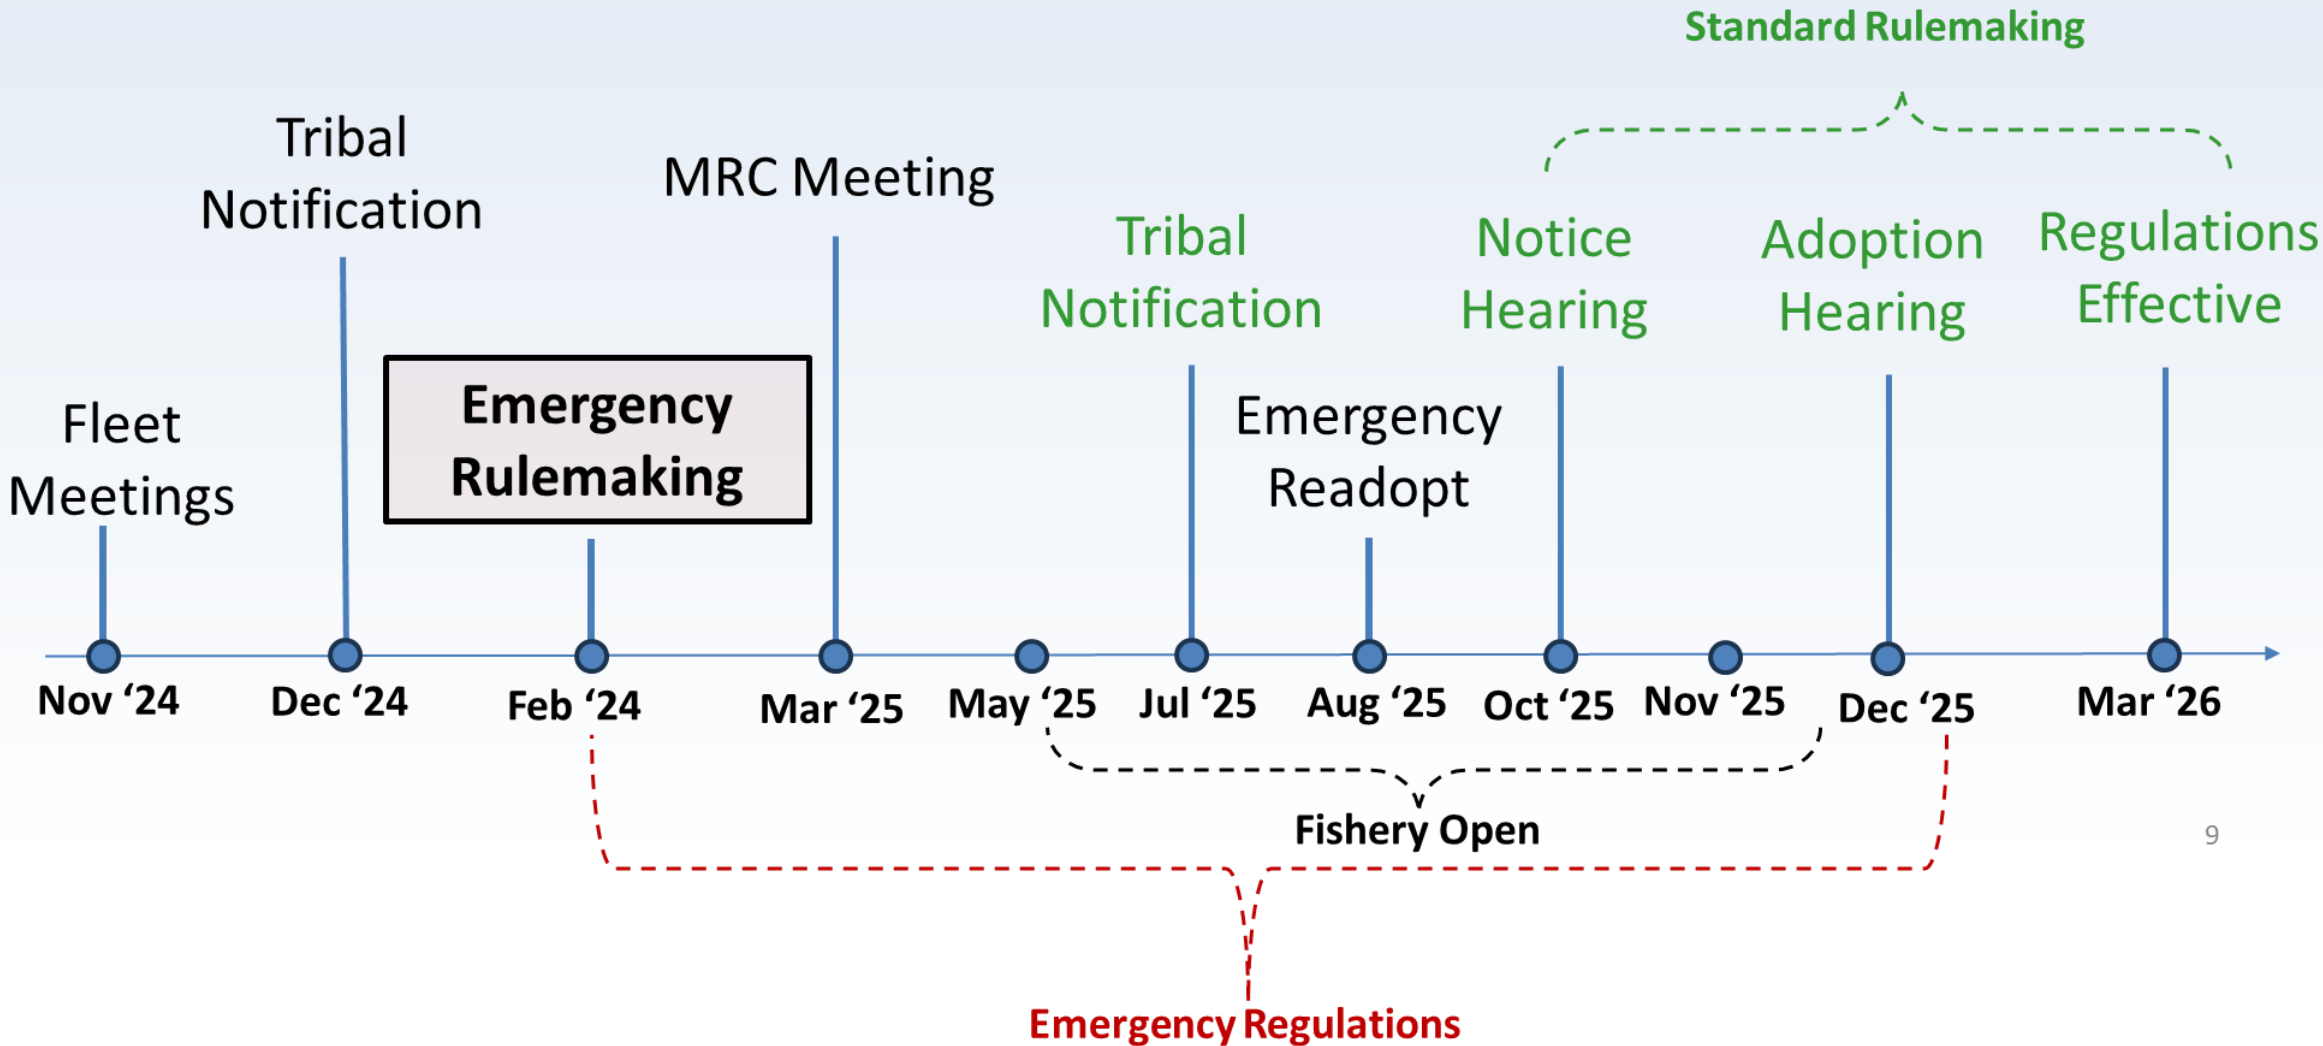 Standard Rulemaking
Tribal
Notification
MRC Meeting
Tribal
Notification
Notice
Hearing
Adoption
Hearing
Regulations
Effective
Fleet
Meetings
Emergency
Rulemaking
Emergency
Readopt
Nov ‘24
Dec ‘24
Feb ‘24
Mar ‘25
May ‘25
Jul ‘25
Aug ‘25
Oct ‘25
Nov ‘25
Dec ‘25
Mar ‘26
Fishery Open
9
Emergency Regulations